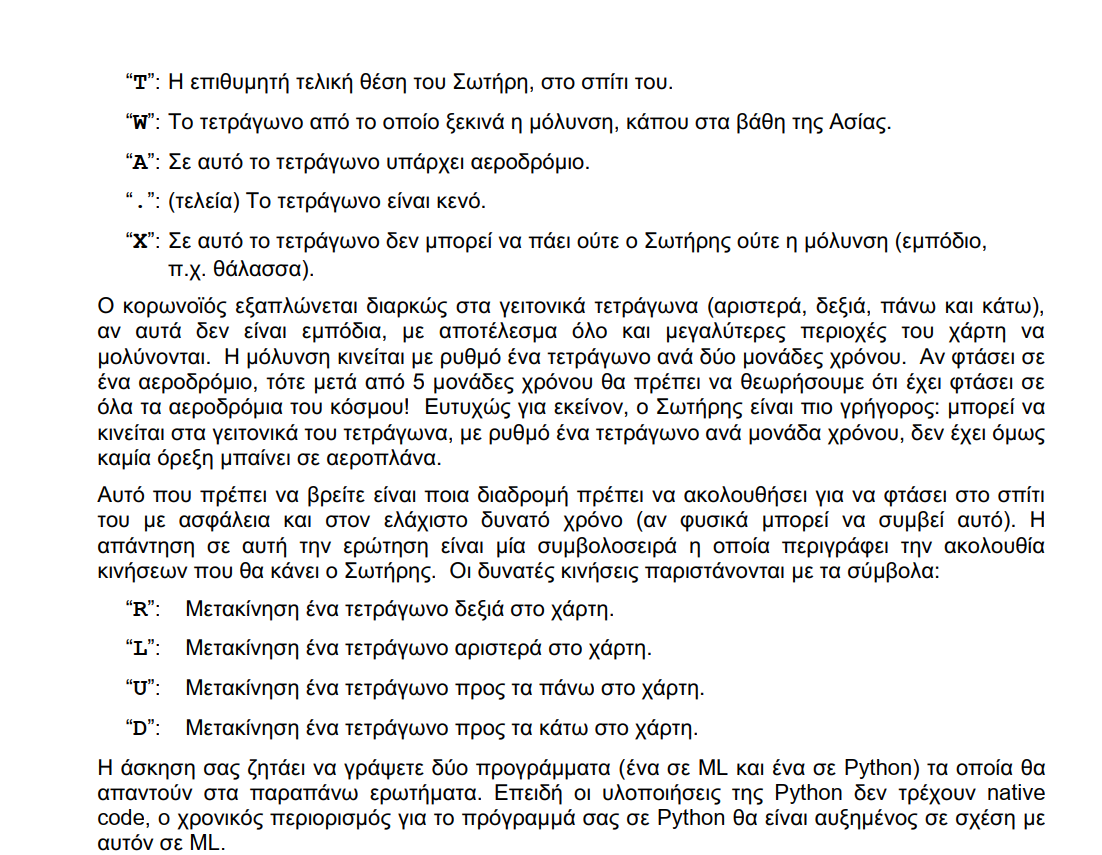 “T”: Η επιθυμητή τελική θέση του Σωτήρη, στο σπίτι του.
“W”: Το τετράγωνο από το οποίο ξεκινά η μόλυνση, κάπου στα βάθη της Ασίας.
“A”: Σε αυτό το τετράγωνο υπάρχει αεροδρόμιο.
“.”: (τελεία) Το τετράγωνο είναι κενό.
“X”: Σε αυτό το τετράγωνο δεν μπορεί να πάει ούτε ο Σωτήρης ούτε η μόλυνση (εμπόδιο,
π.χ. θάλασσα).
Ο κορωνοϊός εξαπλώνεται διαρκώς στα γειτονικά τετράγωνα (αριστερά, δεξιά, πάνω και κάτω),
αν αυτά δεν είναι εμπόδια, με αποτέλεσμα όλο και μεγαλύτερες περιοχές του χάρτη να
μολύνονται. Η μόλυνση κινείται με ρυθμό ένα τετράγωνο ανά δύο μονάδες χρόνου. Αν φτάσει σε
ένα αεροδρόμιο, τότε μετά από 5 μονάδες χρόνου θα πρέπει να θεωρήσουμε ότι έχει φτάσει σε
όλα τα αεροδρόμια του κόσμου! Ευτυχώς για εκείνον, ο Σωτήρης είναι πιο γρήγορος: μπορεί να
κινείται στα γειτονικά του τετράγωνα, με ρυθμό ένα τετράγωνο ανά μονάδα χρόνου, δεν έχει όμως
καμία όρεξη μπαίνει σε αεροπλάνα.
Αυτό που πρέπει να βρείτε είναι ποια διαδρομή πρέπει να ακολουθήσει για να φτάσει στο σπίτι
του με ασφάλεια και στον ελάχιστο δυνατό χρόνο (αν φυσικά μπορεί να συμβεί αυτό). Η
απάντηση σε αυτή την ερώτηση είναι μία συμβολοσειρά η οποία περιγράφει την ακολουθία
κινήσεων που θα κάνει ο Σωτήρης. Οι δυνατές κινήσεις παριστάνονται με τα σύμβολα:
“R”: Μετακίνηση ένα τετράγωνο δεξιά στο χάρτη.
“L”: Μετακίνηση ένα τετράγωνο αριστερά στο χάρτη.
“U”: Μετακίνηση ένα τετράγωνο προς τα πάνω στο χάρτη.
“D”: Μετακίνηση ένα τετράγωνο προς τα κάτω στο χάρτη.
Η άσκηση σας ζητάει να γράψετε δύο προγράμματα (ένα σε ML και ένα σε Python) τα οποία θα
απαντούν στα παραπάνω ερωτήματα. Επειδή οι υλοποιήσεις της Python δεν τρέχουν native
code, ο χρονικός περιορισμός για το πρόγραμμά σας σε Python θα είναι αυξημένος σε σχέση με
αυτόν σε ML.